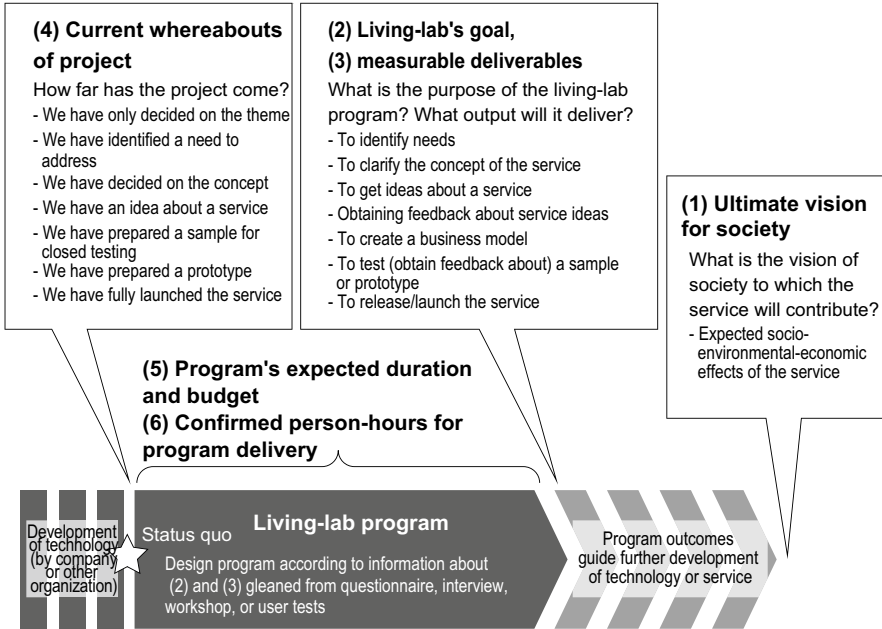 (4) Current whereabouts
of project
How far has the project come?
- We have only decided on the theme
- We have identified a need to
address
- We have decided on the concept
- We have an idea about a service
- We have prepared a sample for
closed testing
- We have prepared a prototype
- We have fully launched the service
(2) Living-lab's goal,
(3) measurable deliverables
What is the purpose of the living-lab
program? What output will it deliver?
- To identify needs
- To clarify the concept of the service
- To get ideas about a service
- Obtaining feedback about service ideas
- To create a business model
- To test (obtain feedback about) a sample
or prototype
- To release/launch the service
(1) Ultimate vision
for society
What is the vision of
society to which the
service will contribute?
- Expected socio-
environmental-economic
effects of the service
(5) Program's expected duration
and budget
(6) Confirmed person-hours for
program delivery
Development
of technology
(by company
or other
organization)
Status quo
Living-lab program
Design program according to information about
(2) and (3) gleaned from questionnaire, interview,
workshop, or user tests
Program outcomes
guide further development
of technology or service